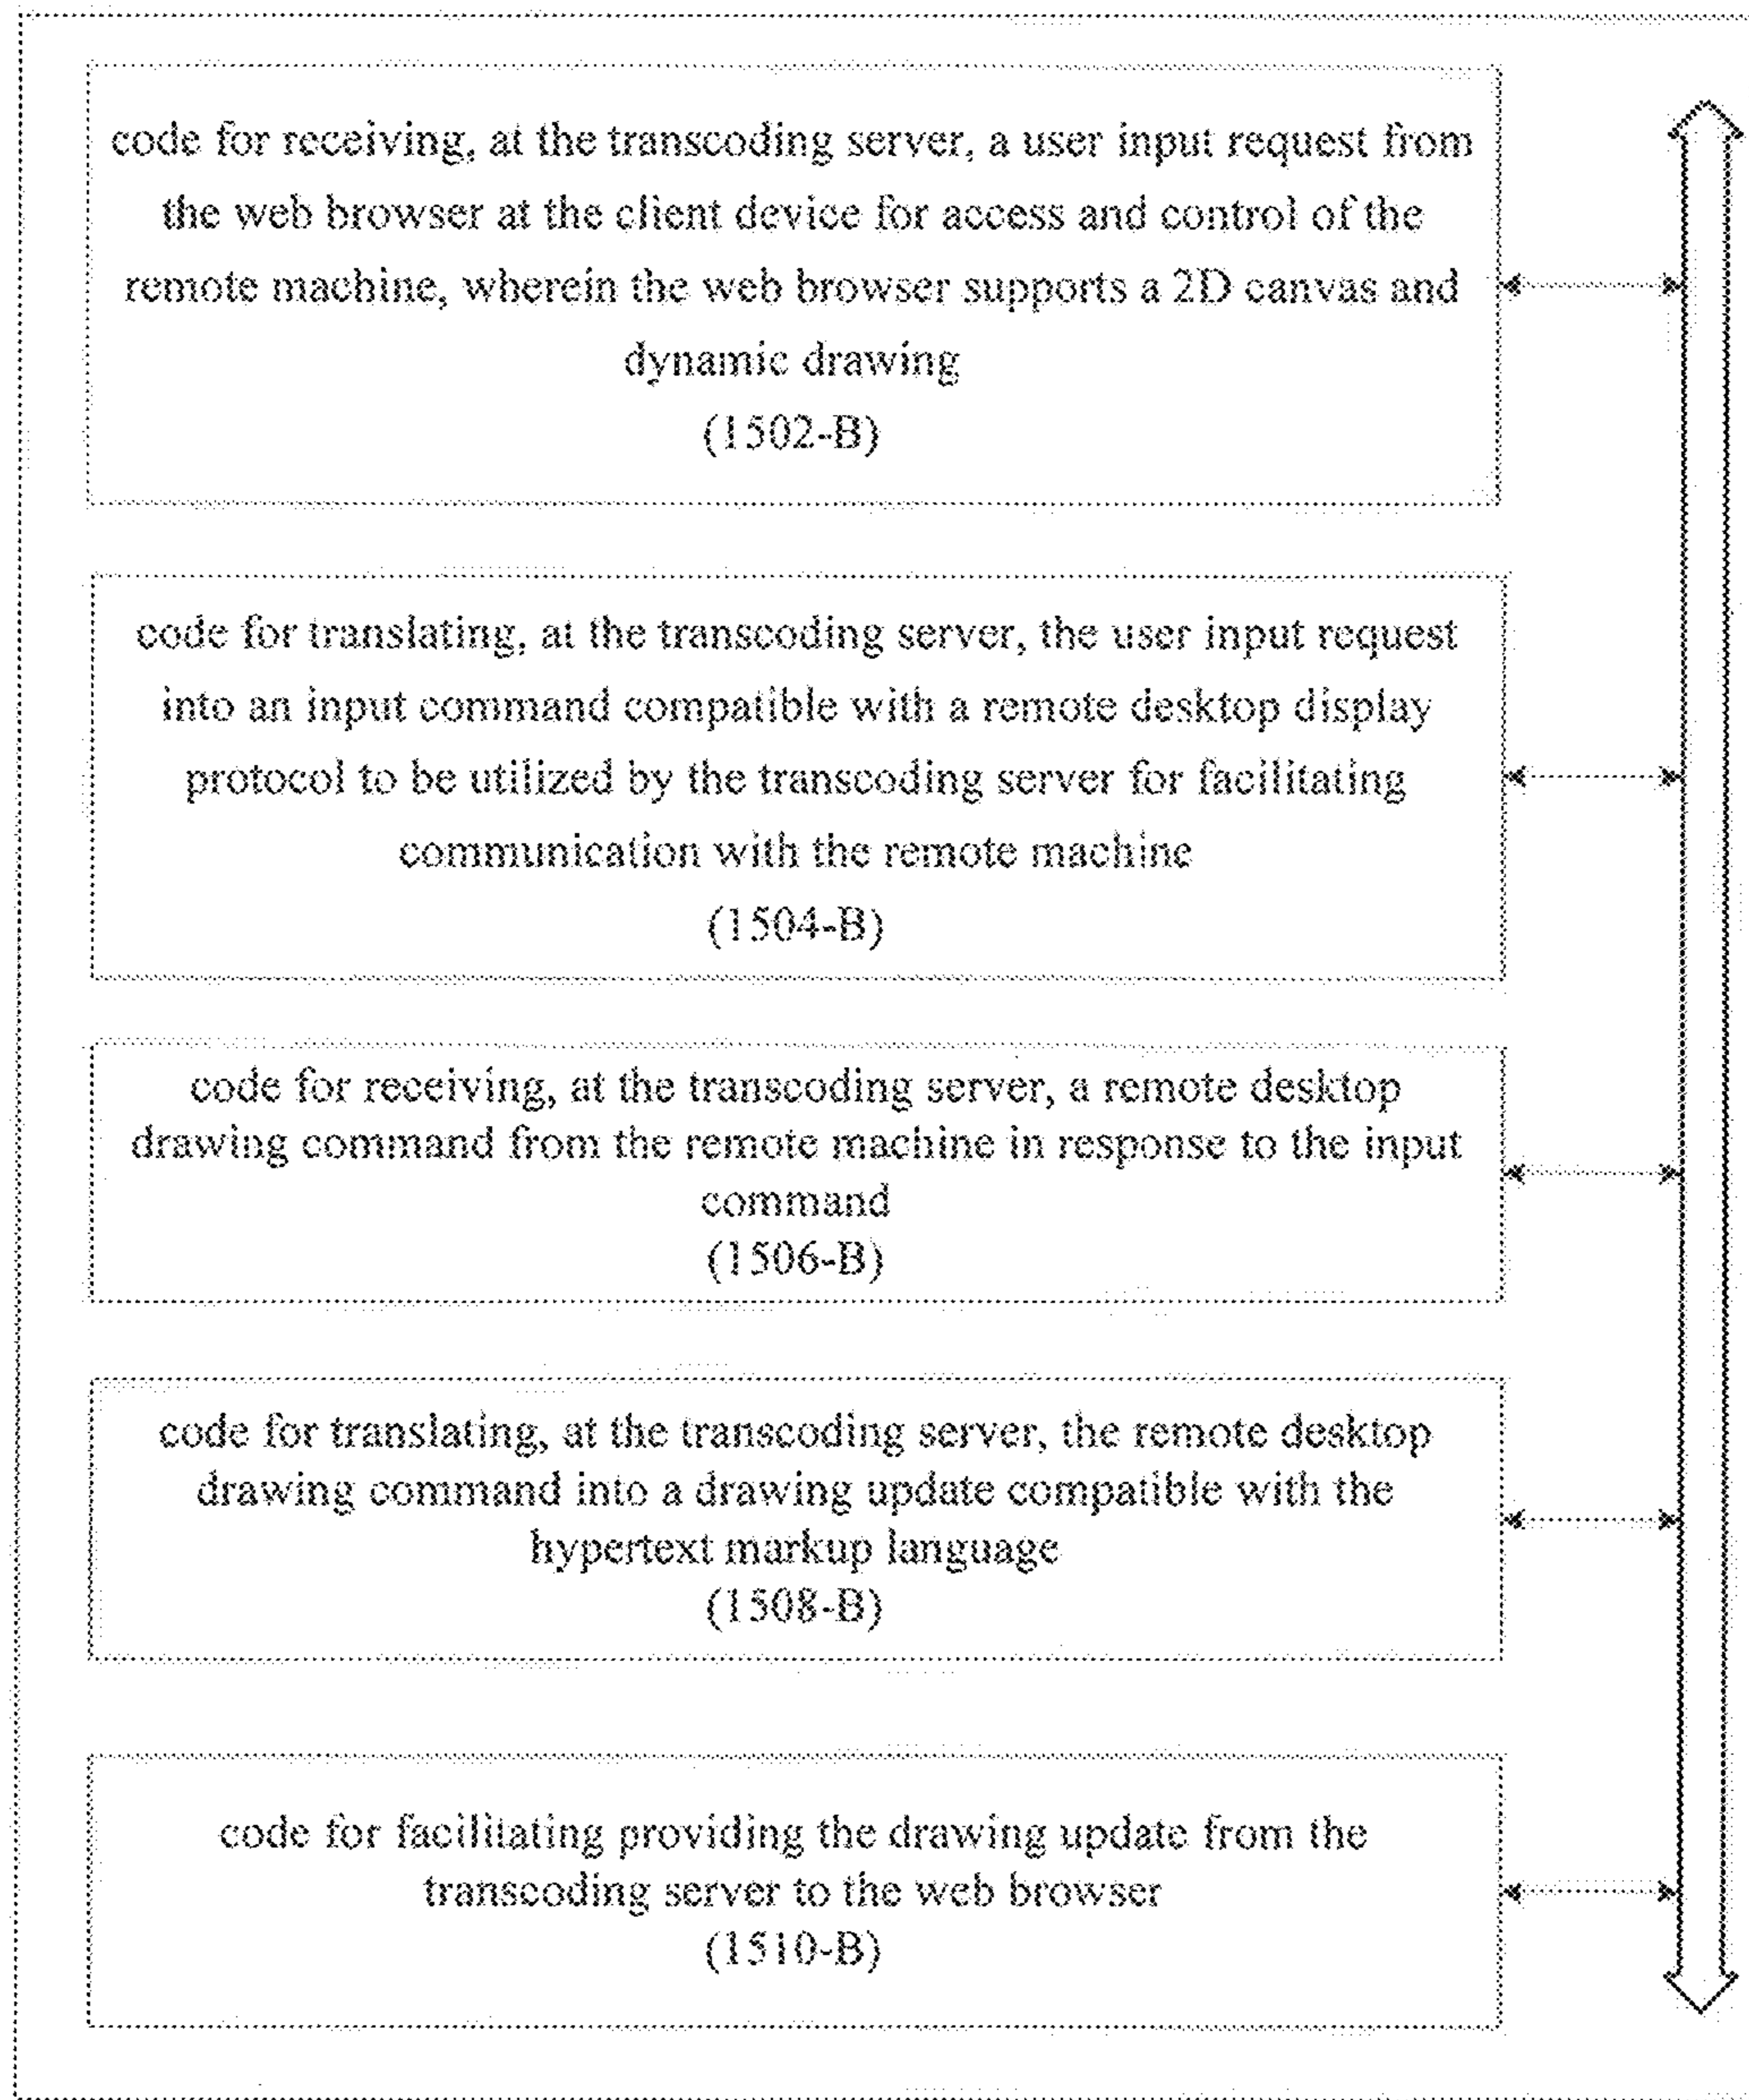 code for receiving, at the transcoding server, a user input request from
the web browser at the client device for access and control of the
remote machine, wherein the web browser supports a 2D canvas and
dynamic drawing
(1502-B)
code for translating, at the transcoding server, the user input request
into an input command compatible with a remote desktop display
protocol to be utilized by the transcoding server for facilitating
communication with the remote machine
(1504-B)
code for receiving, at the transcoding server, a remote desktop
drawing command from the remote machine in response to the input
command
(1506-B)
code for translating, at the transcoding server, the remote desktop
drawing command into a drawing update compatible with the
hypertext markup language
(1508-B)
code for facilitating providing the drawing update from the
transcoding server to the web browser
(1510-B)